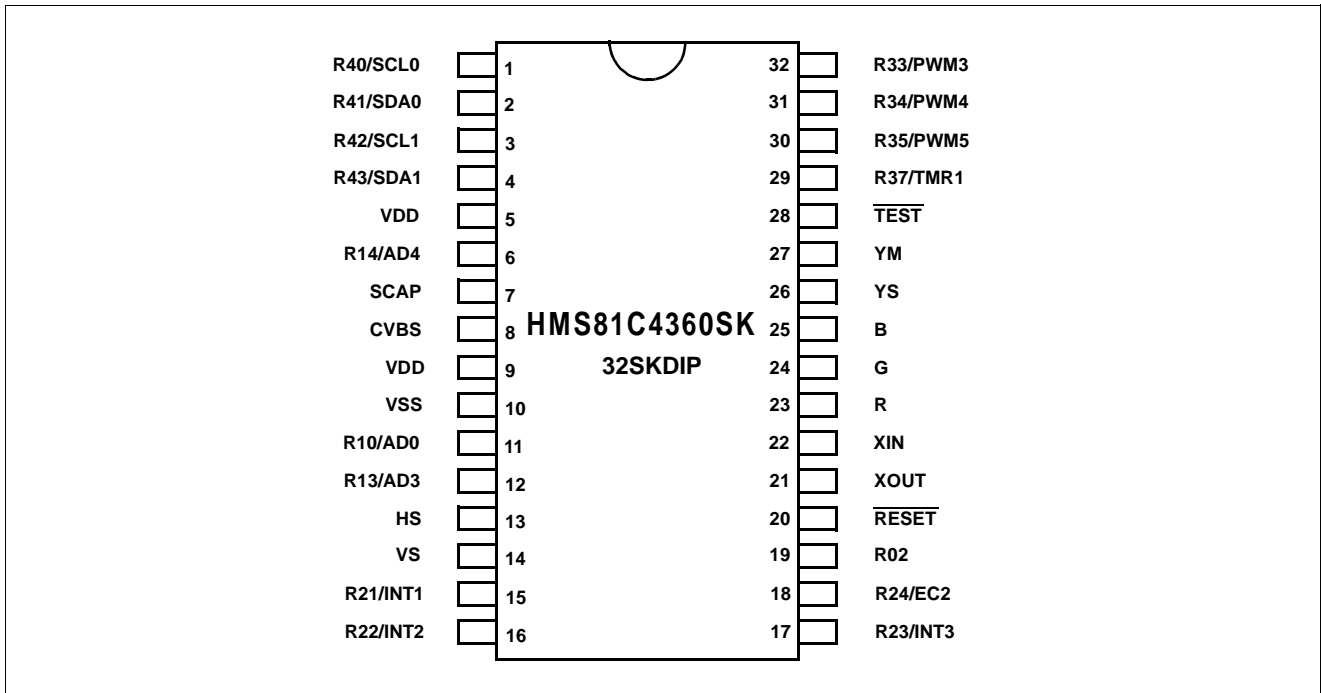 R40/SCL0 1 32 R33/PWM3
R41/SDA0 2 31 R34/PWM4
R42/SCL1 3 30 R35/PWM5
R43/SDA1 4 29 R37/TMR1
VDD 5 28 TEST
R14/AD4 6 27 YM
SCAP 7 26 YS
CVBS 8 HMS81C4360SK 25 B
VDD 9 32SKDIP 24 G
VSS 10 23 R
R10/AD0 11 22 XIN
R13/AD3 12 21 XOUT
HS 13 20 RESET
VS 14 19 R02
R21/INT1 15 18 R24/EC2
R22/INT2 16 17 R23/INT3